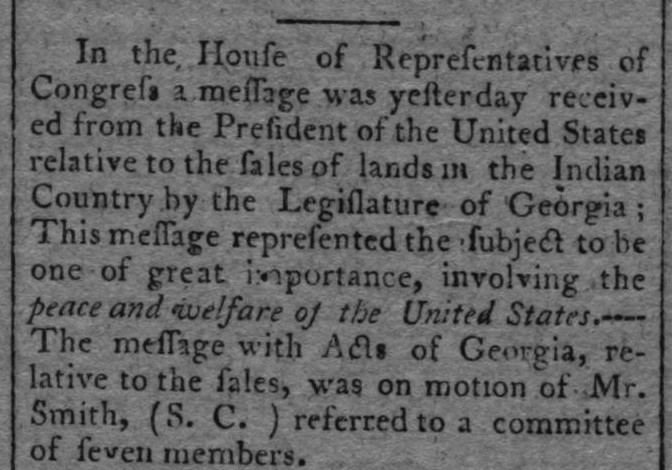 In the, Houſe of Repreſentatives of
Congreſs a meſſage was yeſterday receiv-
ed from the Preſident of the United States
relative to the ſales of lands in the Indian
Country by the Legiſlature of Georgia ;
This meſſage repreſented the ſubject to be
one of great importance, involving the
peace and welfare of the United States.----
The meſſage with Acts of Georgia, re-
lative to the ſales, was on motion of Mr.
Smith, (S. C. ) referred to a committee
of ſeven members.